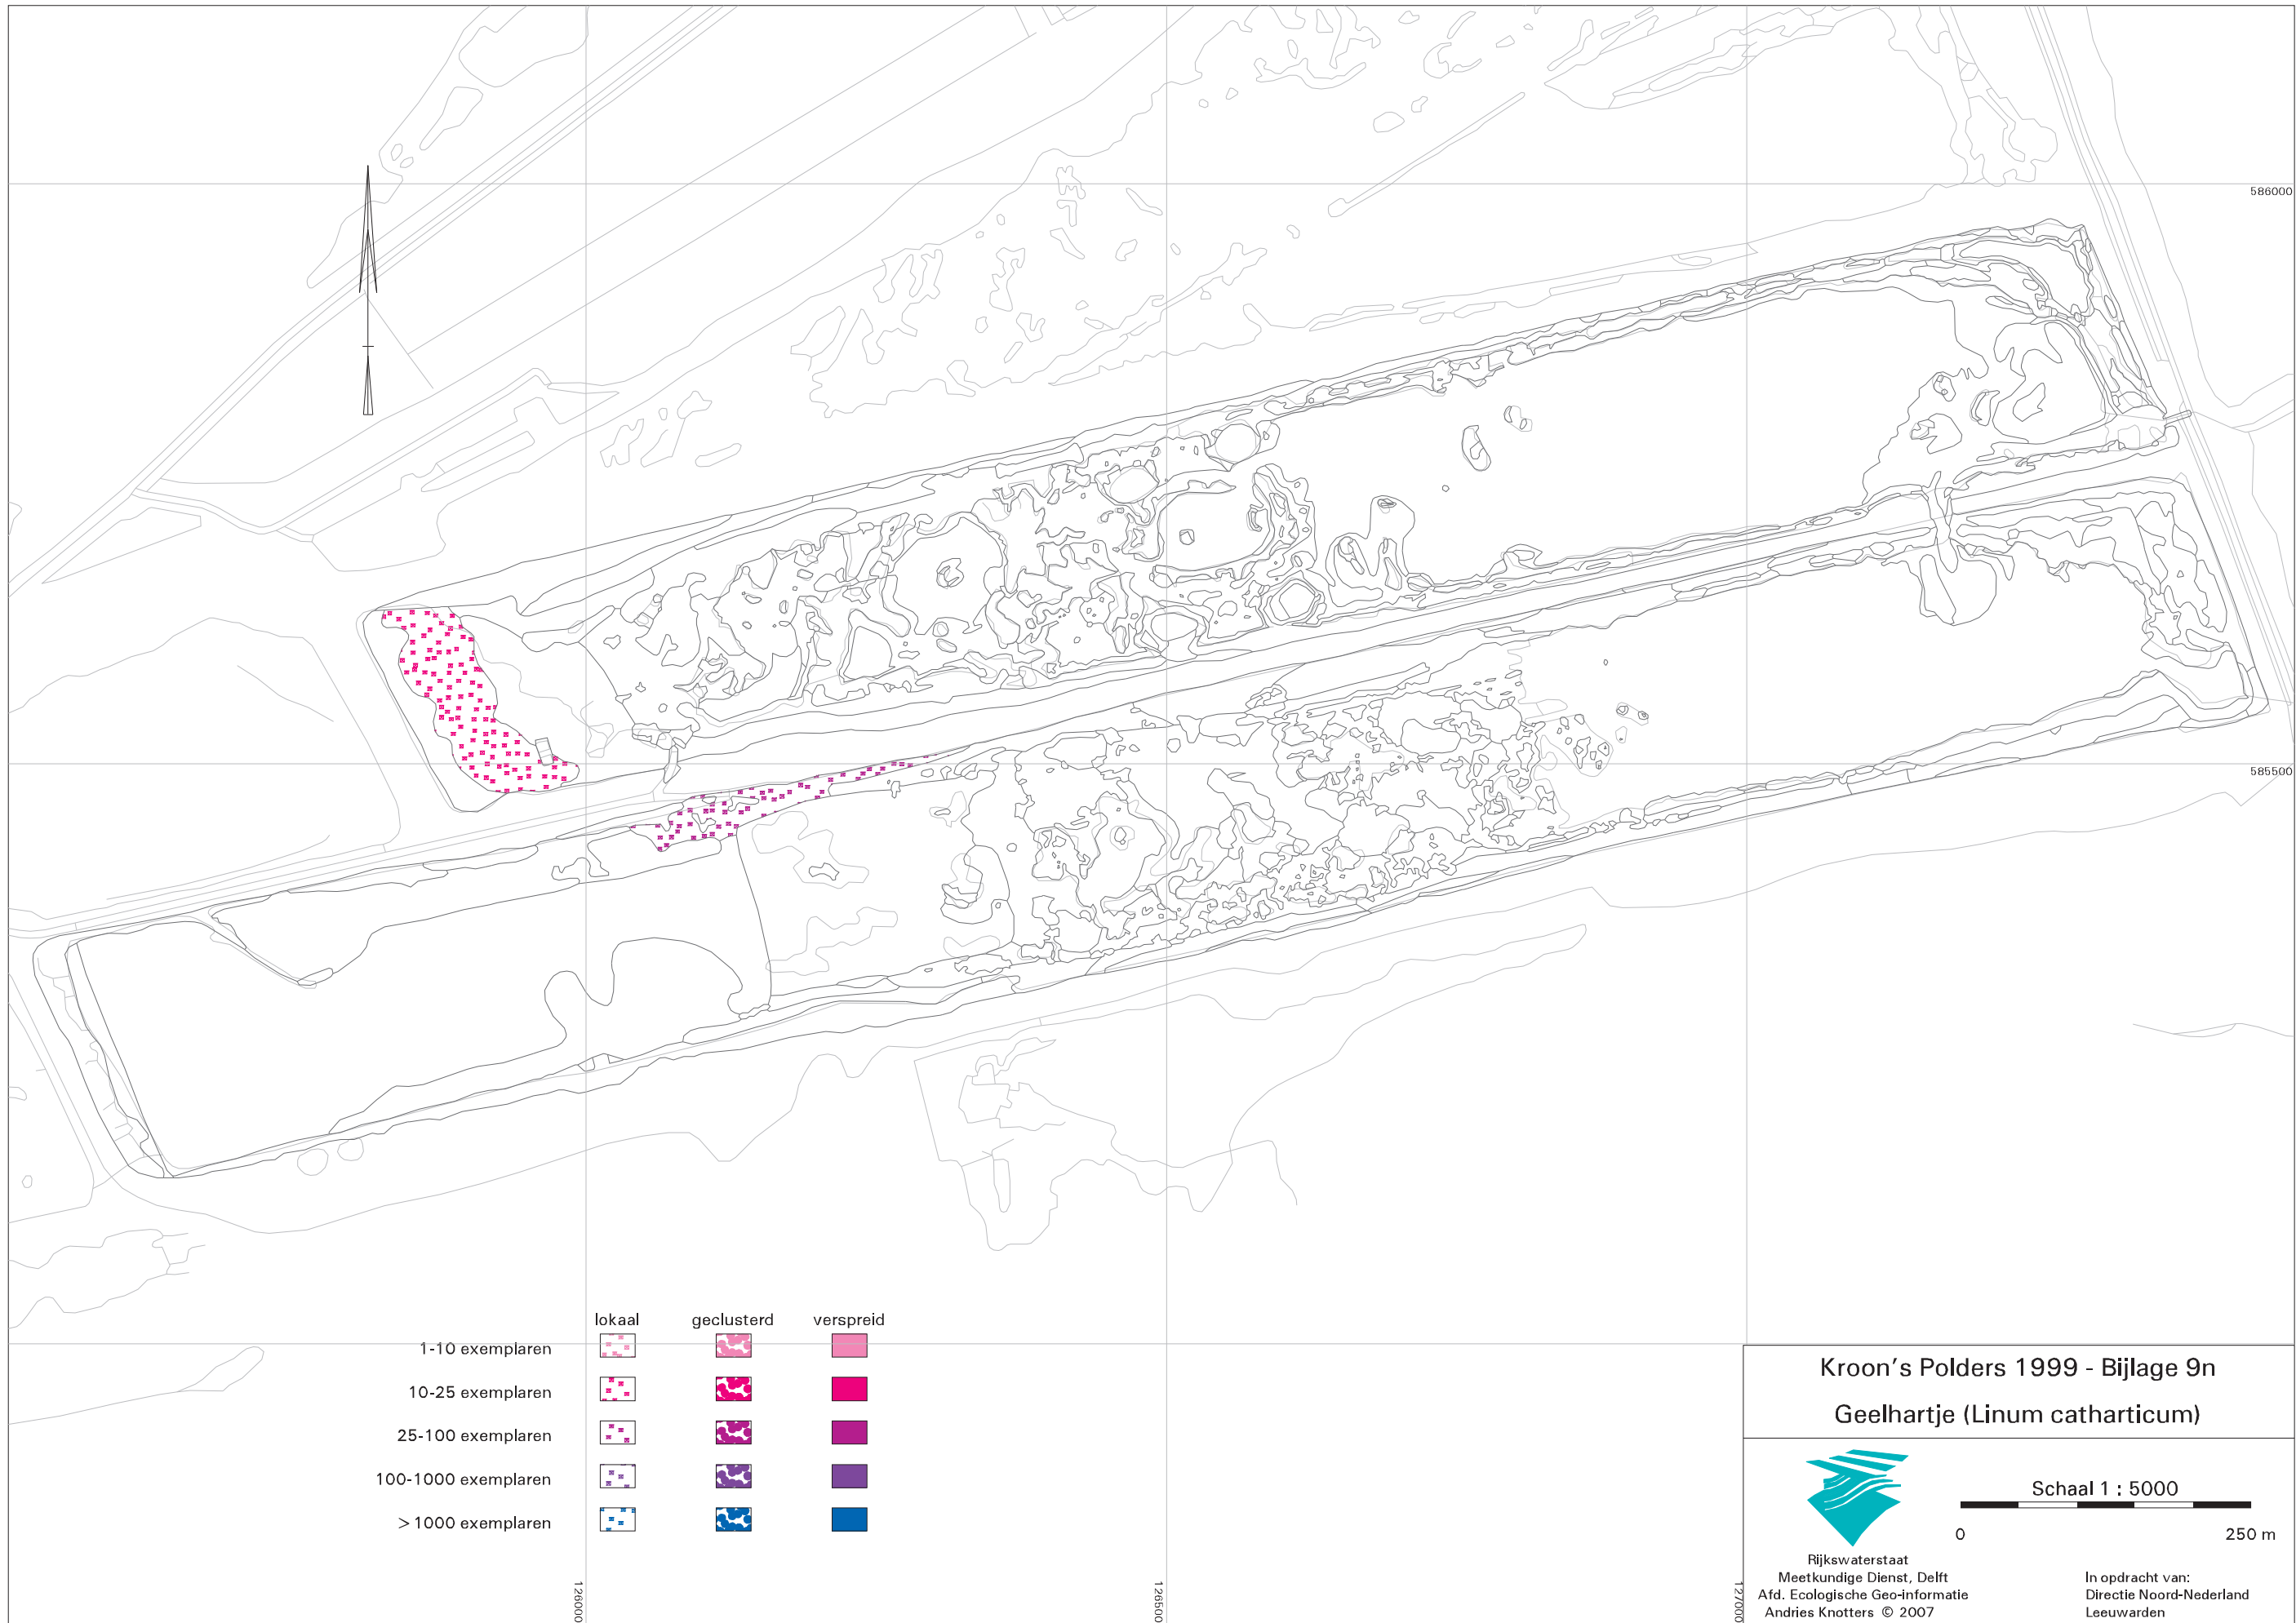 586000
585500
lokaal geclusterd verspreid
1-10 exemplaren
10-25 exemplaren
25-100 exemplaren
100-1000 exemplaren
>1000 exemplaren
126000
126500
127000
Kroon's Polders 1999 - Bijlage 9n
Geelhartje (Linum catharticum)
Schaal 1 : 5000
0 250 m
Rijkswaterstaat
Meetkundige Dienst, Delft
Afd. Ecologische Geo-informatie
Andries Knotters © 2007
In opdracht van:
Directie Noord-Nederland
Leeuwarden